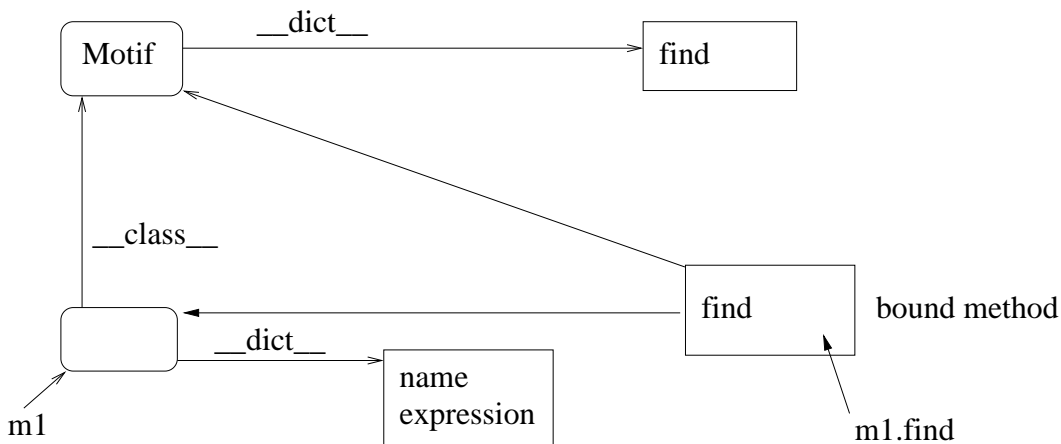 __dict__
Motif
find
__class__
find
bound method
__dict__
name
expression
m1
m1.find